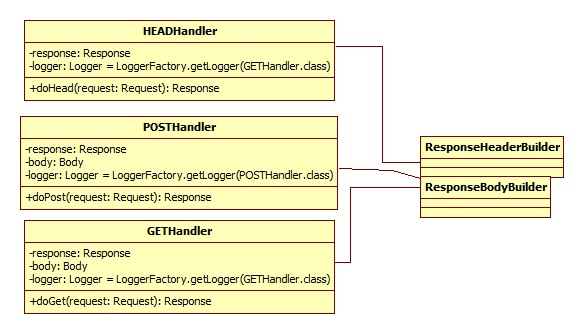 HEADHandler
-response: Response
-logger: Logger = LoggerFactory.getLogger(GETHandler.class)
+doHead(request: Request): Response
POSTHandler
-response: Response
-body: Body
-logger: Logger = LoggerFactory.getLogger(POSTHandler.class)
+doPost(request: Request): Response
GETHandler
-response: Response
-body: Body
-logger: Logger = LoggerFactory.getLogger(GETHandler.class)
+doGet(request: Request): Response
ResponseHeaderBuilder
ResponseBodyBuilder